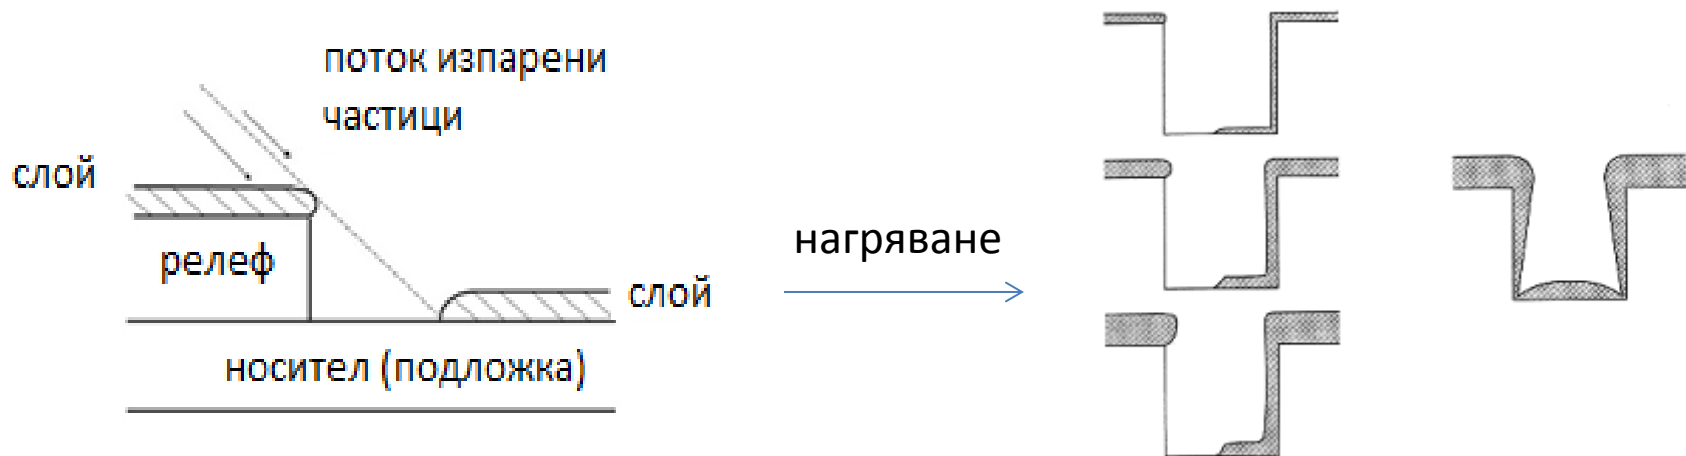 поток изпарени
частици
слой
релеф
слой
носител (подложка)
нагряване